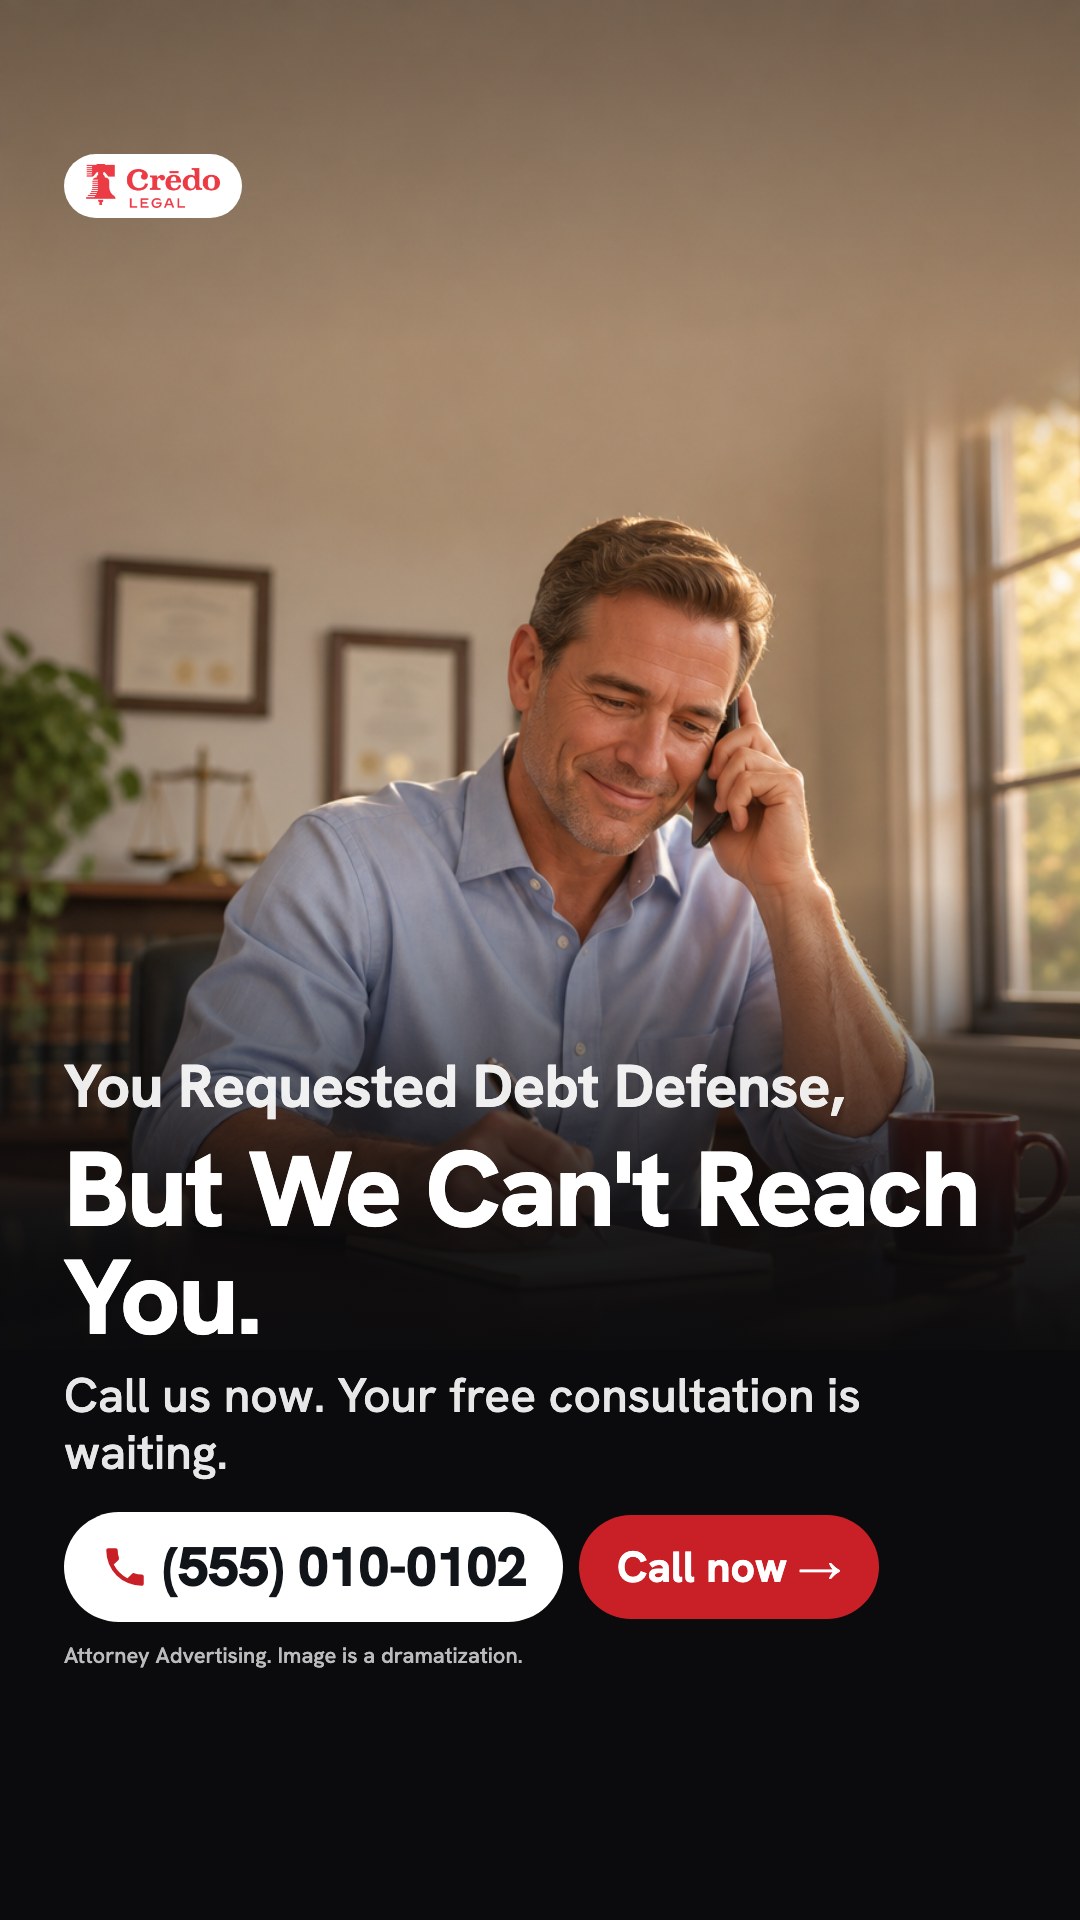 Crēdo
LEGAL
You Requested Debt Defense,
But We Can't Reach
You.
Call us now. Your free consultation is
waiting.
(555) 010-0102
Call now →
Attorney Advertising. Image is a dramatization.